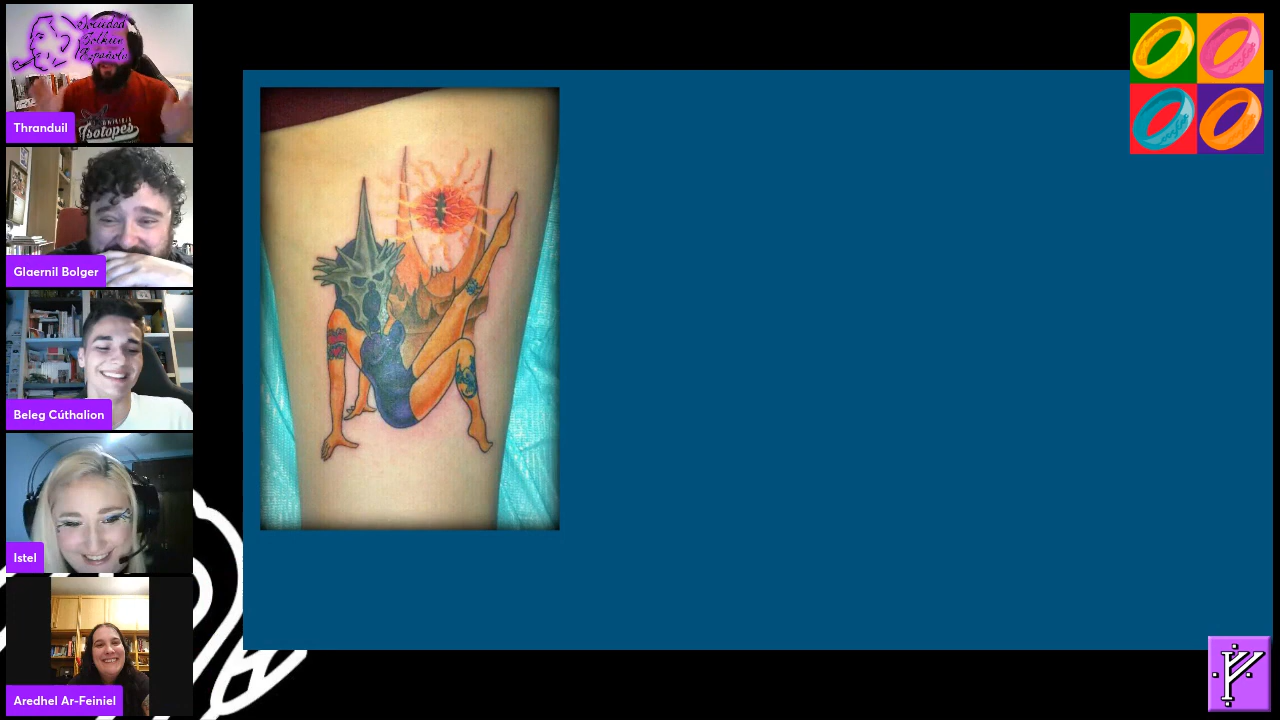 Sociedad
Tolkien
Española
Isotopes
Thranduil
Glaernil Bolger
Beleg Cúthalion
Istel
Aredhel Ar-Feiniel